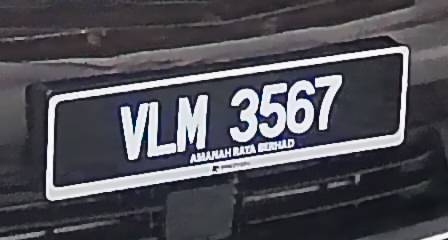 VLM 3567
AMANAH RAYA BERHAD